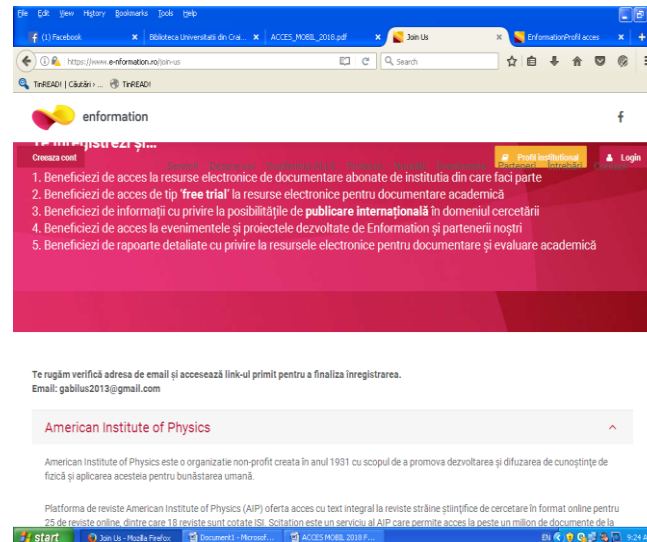 File Edit View History Bookmarks Tools Help
(1) Facebook
Biblioteca Universitatii din Crai...
ACCES_MOBIL_2018.pdf
Join Us
EnformationProfil acces
https://www.e-nformation.ro/join-us
Search
TinREAD! | Căutări > ...
TinREAD!
enformation
Te înregistrezi și...
Creeaza cont
Profil institutional
Login
Parteneri Întrebări
1. Beneficiezi de acces la resurse electronice de documentare abonate de institutia din care faci parte
2. Beneficiezi de acces de tip 'free trial' la resurse electronice pentru documentare academică
3. Beneficiezi de informații cu privire la posibilitățile de publicare internațională în domeniul cercetării
4. Beneficiezi de acces la evenimentele și proiectele dezvoltate de Enformation și partenerii noștri
5. Beneficiezi de rapoarte detaliate cu privire la resursele electronice pentru documentare și evaluare academică
Te rugăm verifică adresa de email și accesează link-ul primit pentru a finaliza înregistrarea.
Email: gabilus2013@gmail.com
American Institute of Physics
American Institute of Physics este o organizatie non-profit creata în anul 1931 cu scopul de a promova dezvoltarea și difuzarea de cunoștințe de
fizică și aplicarea acesteia pentru bunăstarea umană.
Platforma de reviste American Institute of Physics (AIP) oferta acces cu text integral la reviste străine științifice de cercetare în format online pentru
25 de reviste online, dintre care 18 reviste sunt cotate ISI. Scitation este un serviciu al AIP care permite acces la peste un milion de documente de la
start
Join Us - Mozilla Firefox
Document1 - Microsof...
ACCES MOBIL 2018 F...
EN
9:24 A